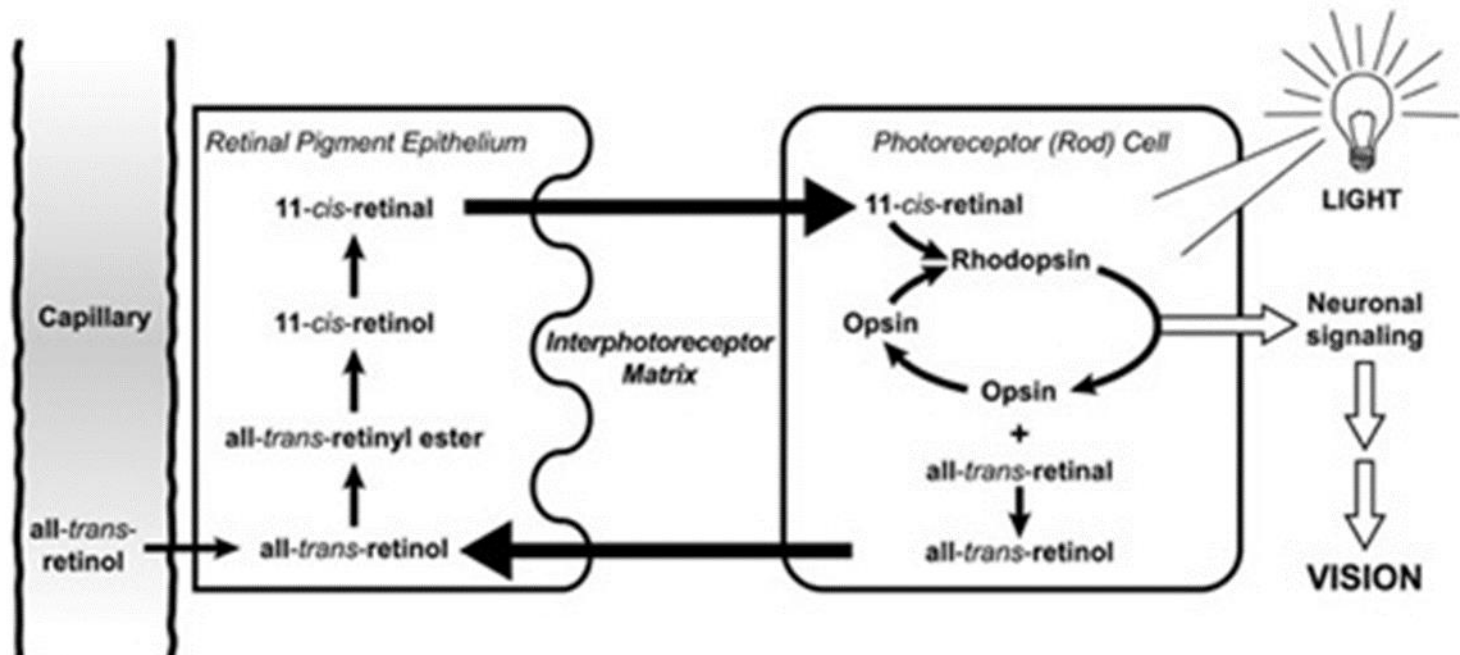 Retinal Pigment Epithelium
11-cis-retinal
11-cis-retinol
all-trans-retinyl ester
all-trans-retinol
Capillary
all-trans-
retinol
Interphotoreceptor
Matrix
Photoreceptor (Rod) Cell
11-cis-retinal
Rhodopsin
Opsin
Opsin
+
all-trans-retinal
all-trans-retinol
LIGHT
Neuronal
signaling
VISION